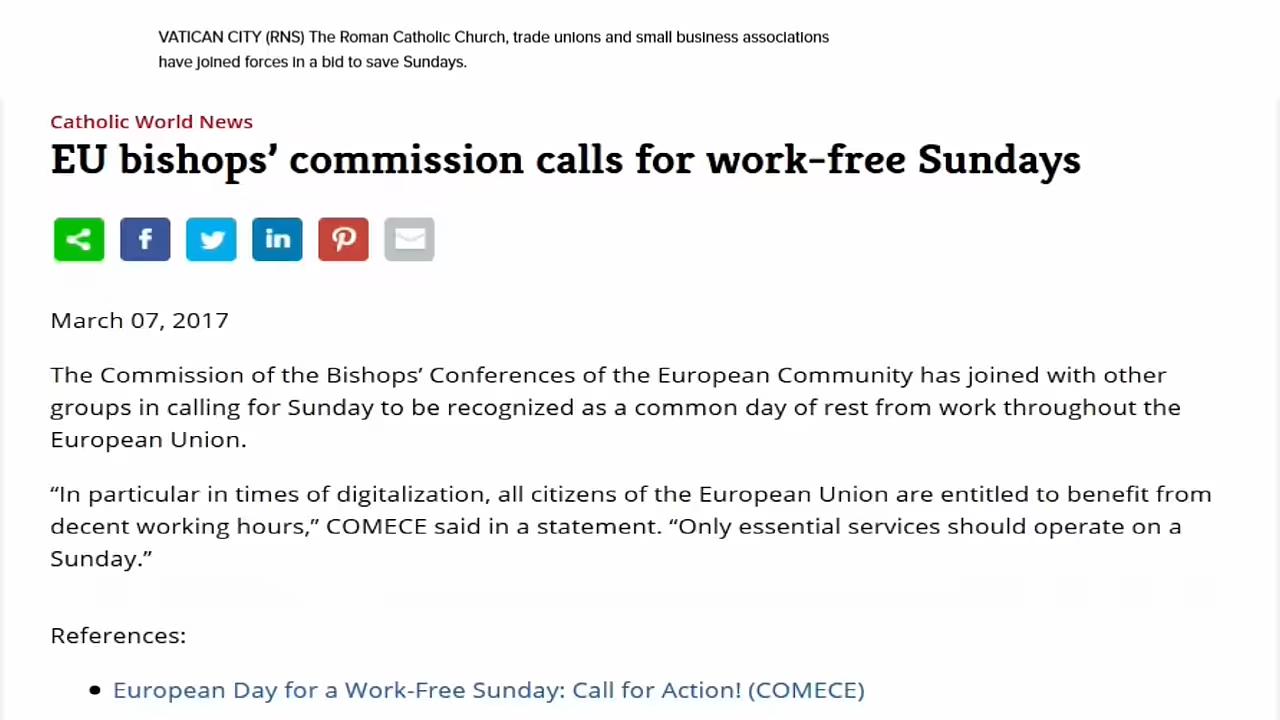 VATICAN CITY (RNS) The Roman Catholic Church, trade unions and small business associations
have joined forces in a bid to save Sundays.
Catholic World News
EU bishops’ commission calls for work-free Sundays
f
in
March 07, 2017
The Commission of the Bishops’ Conferences of the European Community has joined with other
groups in calling for Sunday to be recognized as a common day of rest from work throughout the
European Union.
“In particular in times of digitalization, all citizens of the European Union are entitled to benefit from
decent working hours,” COMECE said in a statement. “Only essential services should operate on a
Sunday.”
References:
• European Day for a Work-Free Sunday: Call for Action! (COMECE)